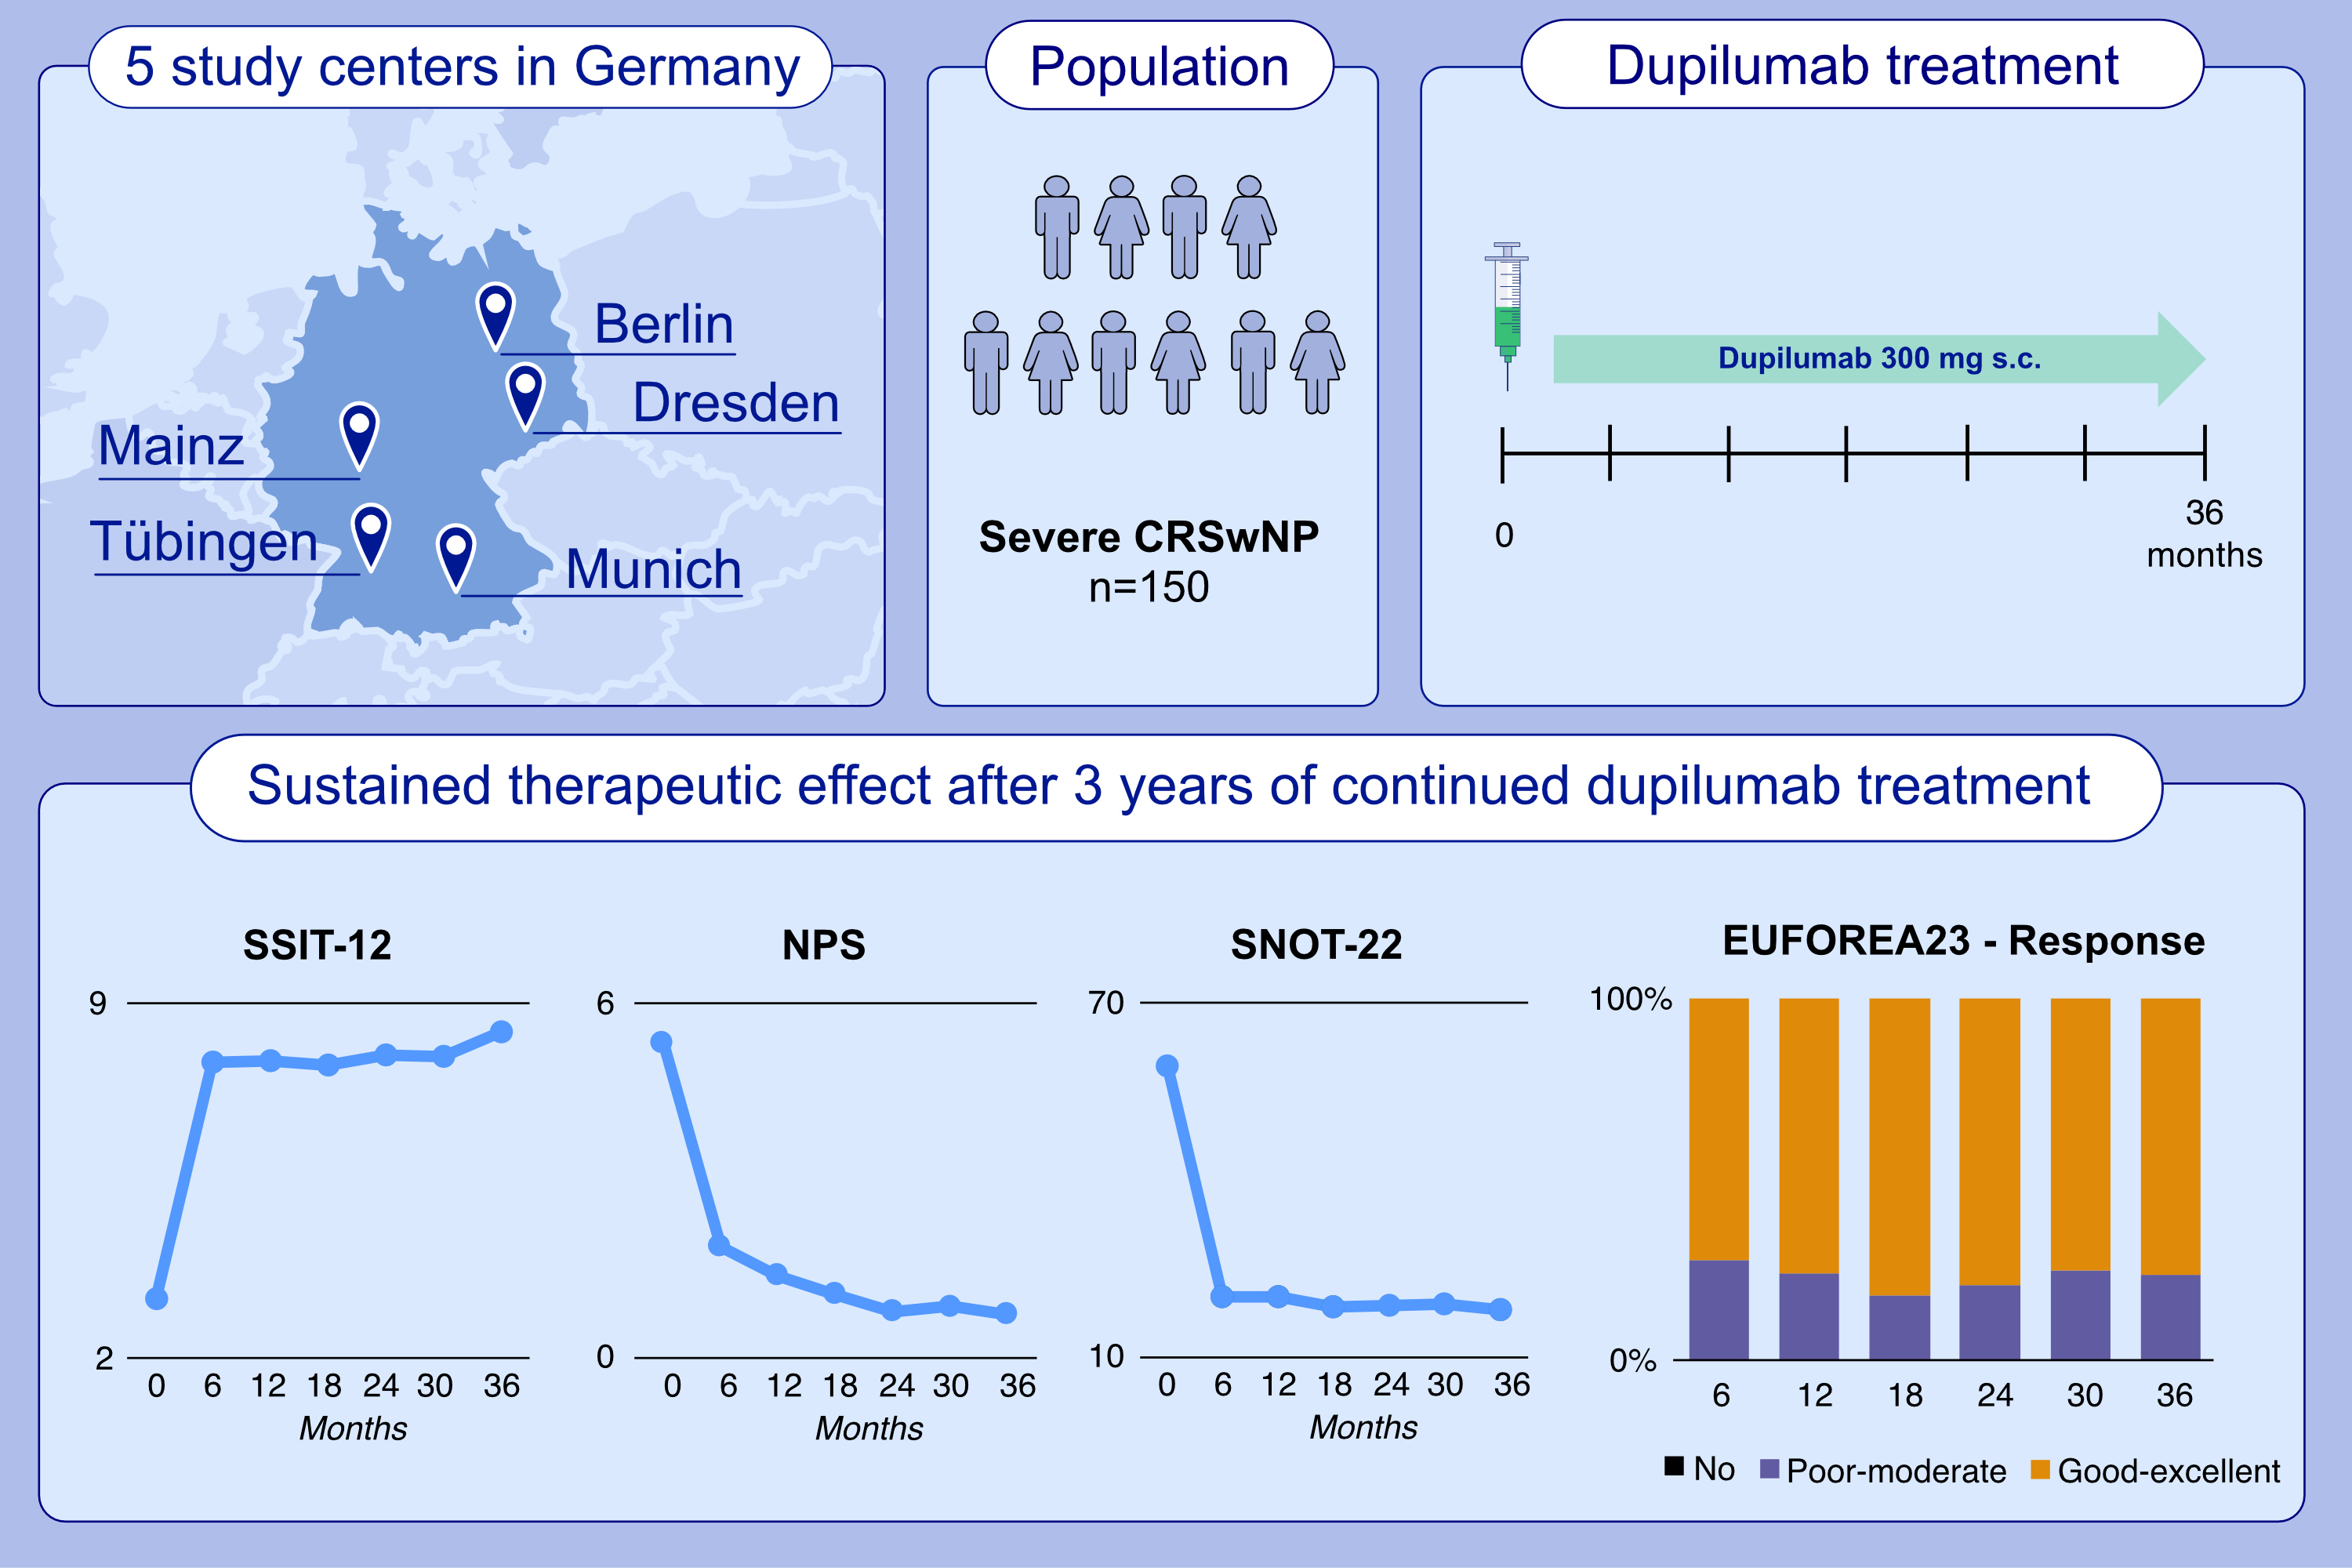 5 study centers in Germany
Berlin
Dresden
Mainz
Tübingen
Munich
Population
Severe CRSwNP
n=150
Dupilumab treatment
Dupilumab 300 mg s.c.
0
36
months
Sustained therapeutic effect after 3 years of continued dupilumab treatment
SSIT-12
9
2
0 6 12 18 24 30 36
Months
NPS
6
0
0 6 12 18 24 30 36
Months
SNOT-22
70
10
0 6 12 18 24 30 36
Months
EUFOREA23 - Response
100%
0%
6 12 18 24 30 36
No Poor-moderate Good-excellent